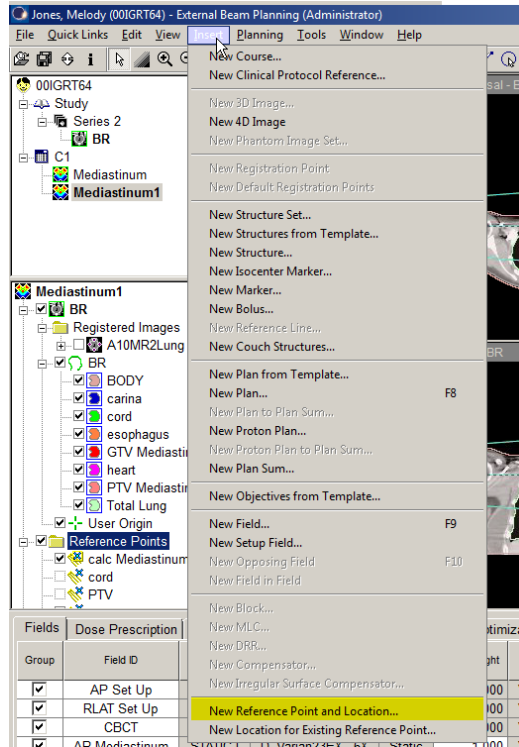 Jones, Melody (00IGRT64) - External Beam Planning (Administrator)
File Quick Links Edit View Insert Planning Tools Window Help
00IGRT64
Study
Series 2
BR
C1
Mediastinum
Mediastinum1
New Course...
New Clinical Protocol Reference...
New 3D Image...
New 4D Image
New Phantom Image Set...
New Registration Point
New Default Registration Points
New Structure Set...
New Structures from Template...
New Structure...
New Isocenter Marker...
New Marker...
New Bolus...
New Reference Line...
New Couch Structures...
New Plan from Template...
New Plan... F8
New Plan to Plan Sum...
New Proton Plan...
New Proton Plan to Plan Sum...
New Plan Sum...
New Objectives from Template...
New Field... F9
New Setup Field...
New Opposing Field F10
New Field in Field
New Block...
New MLC...
New DRR...
New Compensator...
New Irregular Surface Compensator...
New Reference Point and Location...
New Location for Existing Reference Point...
Mediastinum1
BR
Registered Images
A10MR2Lung
BR
BODY
carina
cord
esophagus
GTV Mediasti
heart
PTV Mediastin
Total Lung
User Origin
Reference Points
calc Mediastinum
cord
PTV
BR
Fields Dose Prescription
Group Field ID
AP Set Up
RLAT Set Up
CBCT
AP Mediastinum